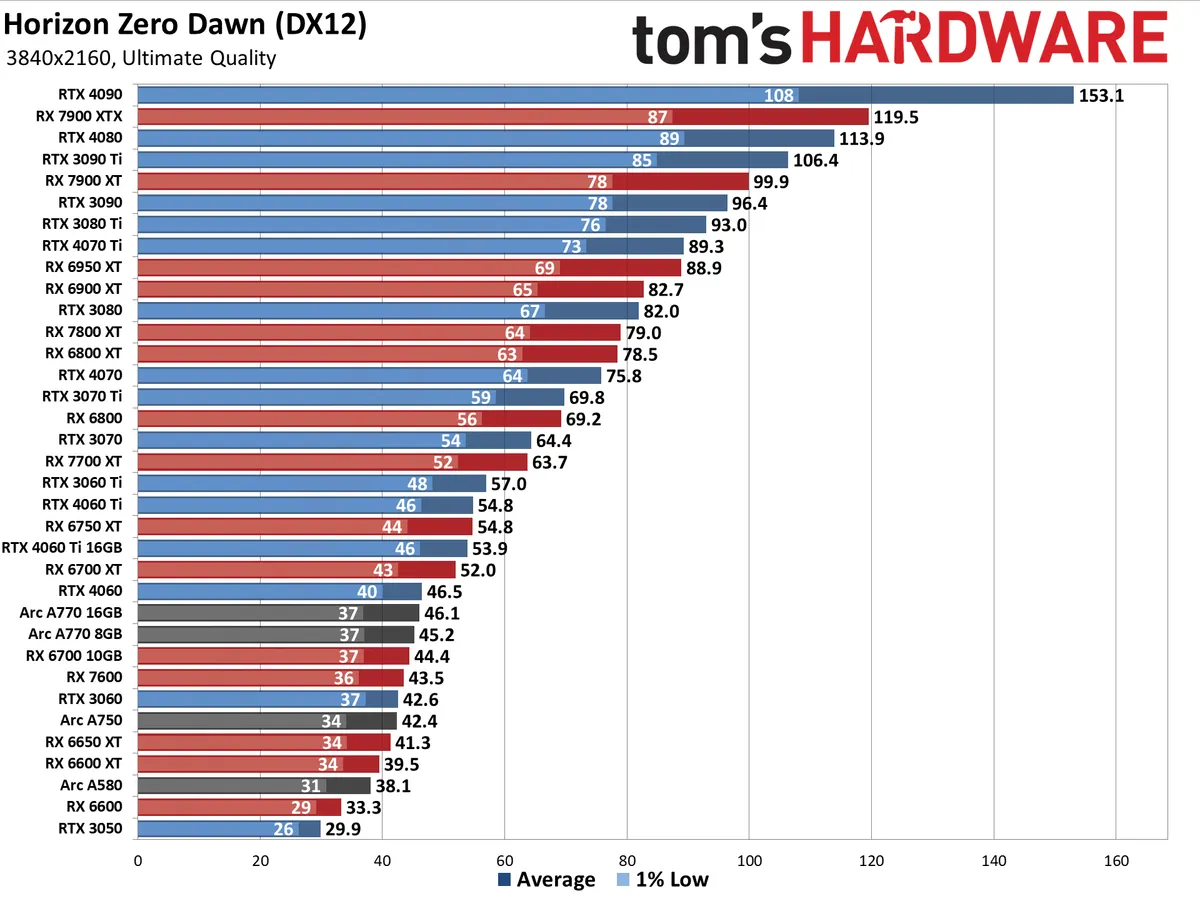 Horizon Zero Dawn (DX12)
tom's HARDWARE
3840x2160, Ultimate Quality
RTX 4090 108 153.1
RX 7900 XTX 87 119.5
RTX 4080 89 113.9
RTX 3090 Ti 85 106.4
RX 7900 XT 78 99.9
RTX 3090 78 96.4
RTX 3080 Ti 76 93.0
RTX 4070 Ti 73 89.3
RX 6950 XT 69 88.9
RX 6900 XT 65 82.7
RTX 3080 67 82.0
RX 7800 XT 64 79.0
RX 6800 XT 63 78.5
RTX 4070 64 75.8
RTX 3070 Ti 59 69.8
RX 6800 56 69.2
RTX 3070 54 64.4
RX 7700 XT 52 63.7
RTX 3060 Ti 48 57.0
RTX 4060 Ti 46 54.8
RX 6750 XT 44 54.8
RTX 4060 Ti 16GB 46 53.9
RX 6700 XT 43 52.0
RTX 4060 40 46.5
Arc A770 16GB 37 46.1
Arc A770 8GB 37 45.2
RX 6700 10GB 37 44.4
RX 7600 36 43.5
RTX 3060 37 42.6
Arc A750 34 42.4
RX 6650 XT 34 41.3
RX 6600 XT 34 39.5
Arc A580 31 38.1
RX 6600 29 33.3
RTX 3050 26 29.9
0 20 40 60 80 100 120 140 160
Average 1% Low